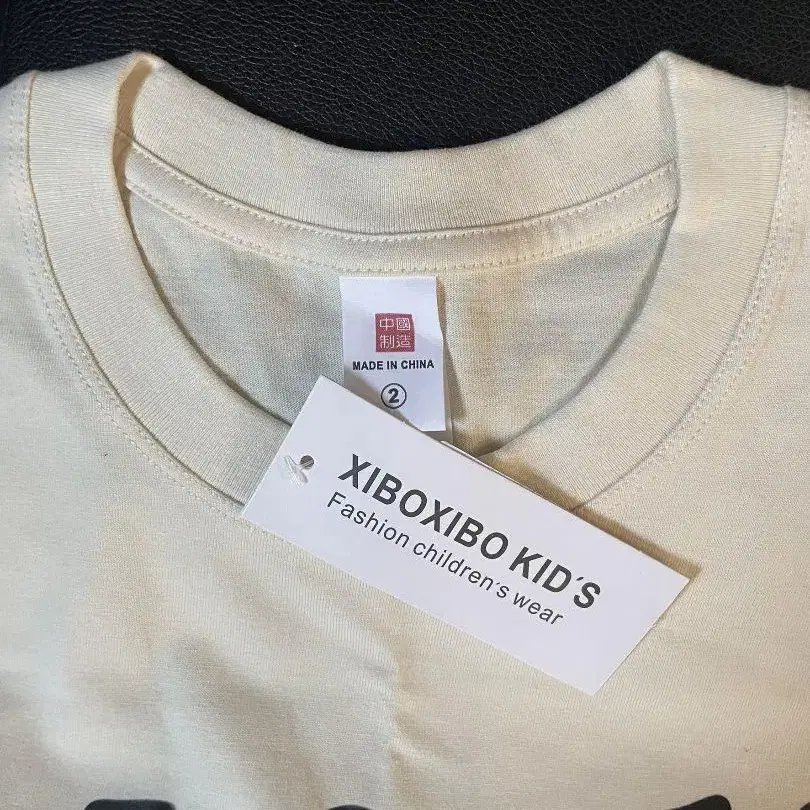 中國
制造
MADE IN CHINA
2
XIBOXIBO KID'S
Fashion children's wear